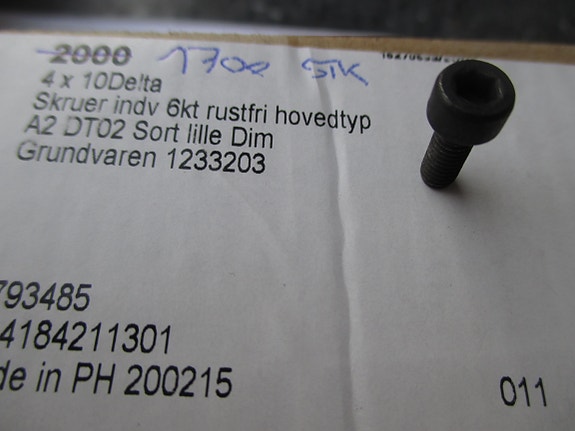 2000 1700 STK
4 x 10Delta
Skruer indv 6kt rustfri hovedtyp
A2 DT02 Sort lille Dim
Grundvaren 1233203
793485
4184211301
de in PH 200215
011